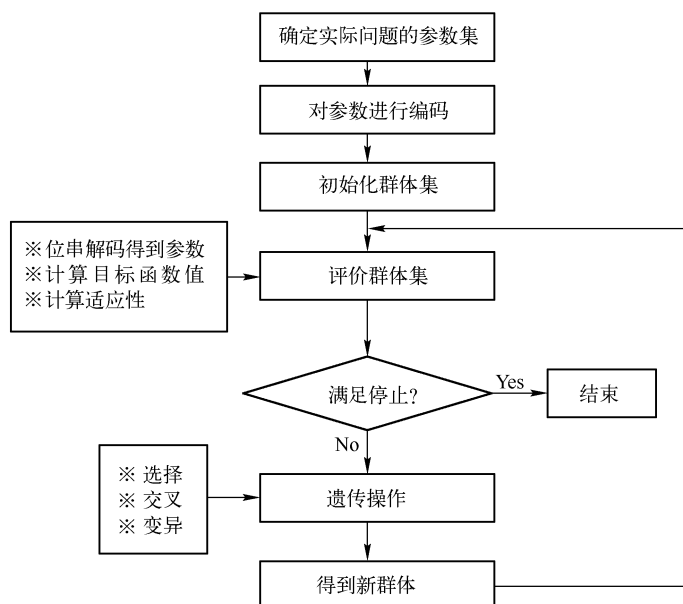 确定实际问题的参数集
对参数进行编码
初始化群体集
※位串解码得到参数
※计算目标函数值
※计算适应性
评价群体集
满足停止?
Yes
结束
No
※ 选择
※ 交叉
※ 变异
遗传操作
得到新群体